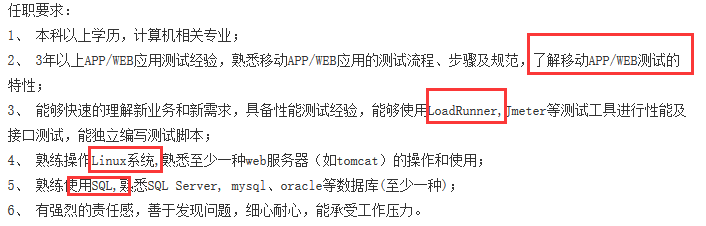 任职要求：
1、 本科以上学历，计算机相关专业；
2、 3年以上APP/WEB应用测试经验，熟悉移动APP/WEB应用的测试流程、步骤及规范，了解移动APP/WEB测试的
特性；
3、 能够快速的理解新业务和新需求，具备性能测试经验，能够使用LoadRunner,Jmeter等测试工具进行性能及
接口测试，能独立编写测试脚本；
4、 熟练操作Linux系统,熟悉至少一种web服务器（如tomcat）的操作和使用；
5、 熟练使用SQL,熟悉SQL Server, mysql、oracle等数据库(至少一种)；
6、 有强烈的责任感，善于发现问题，细心耐心，能承受工作压力。